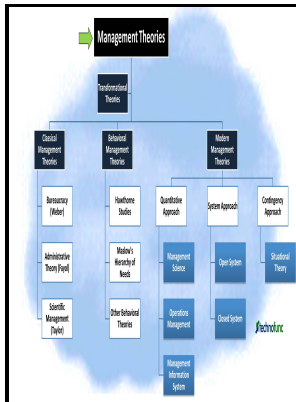 Management Theories
Transformational
Theories
Classical
Management
Theories
Behavioral
Management
Theories
Modern
Management
Theories
Bureaucracy
(Weber)
Hawthorne
Studies
Quantitative
Approach
System Approach
Contingency
Approach
Administrative
Theory (Fayol)
Maslow's
Hierarchy of
Needs
Management
Science
Open System
Situational
Theory
Scientific
Management
(Taylor)
Other Behavioral
Theories
Operations
Management
Closed System
Management
Information
System
technofunc